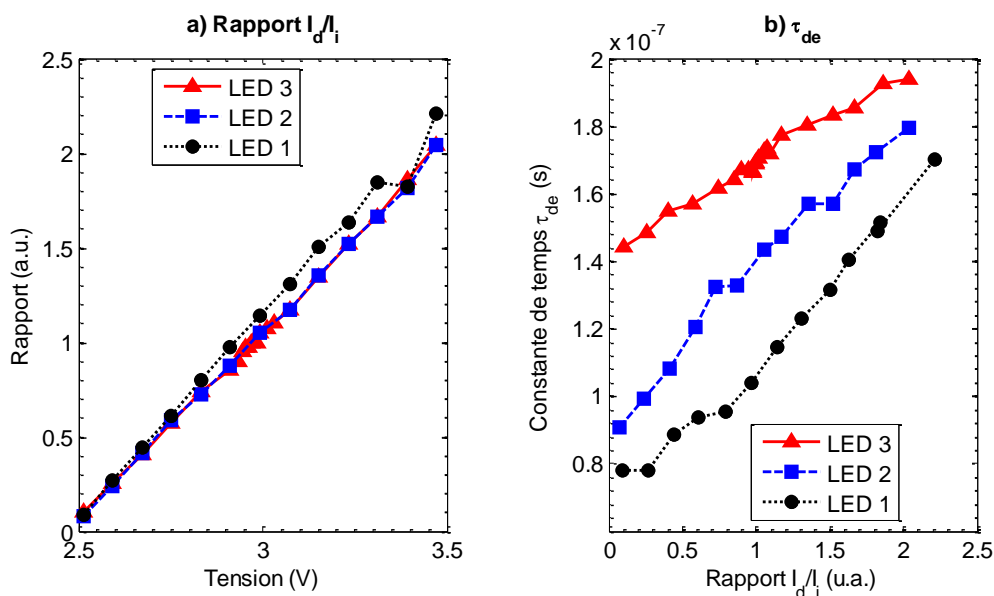 a) Rapport I_d/I_i
2.5
2
1.5
1
0.5
0
2.5
3
3.5
Rapport (a.u.)
Tension (V)
LED 3
LED 2
LED 1
b) τ_de
x 10^-7
2
1.8
1.6
1.4
1.2
1
0.8
0
0.5
1
1.5
2
2.5
Constante de temps τ_de (s)
Rapport I_d/I_i (u.a.)
LED 3
LED 2
LED 1